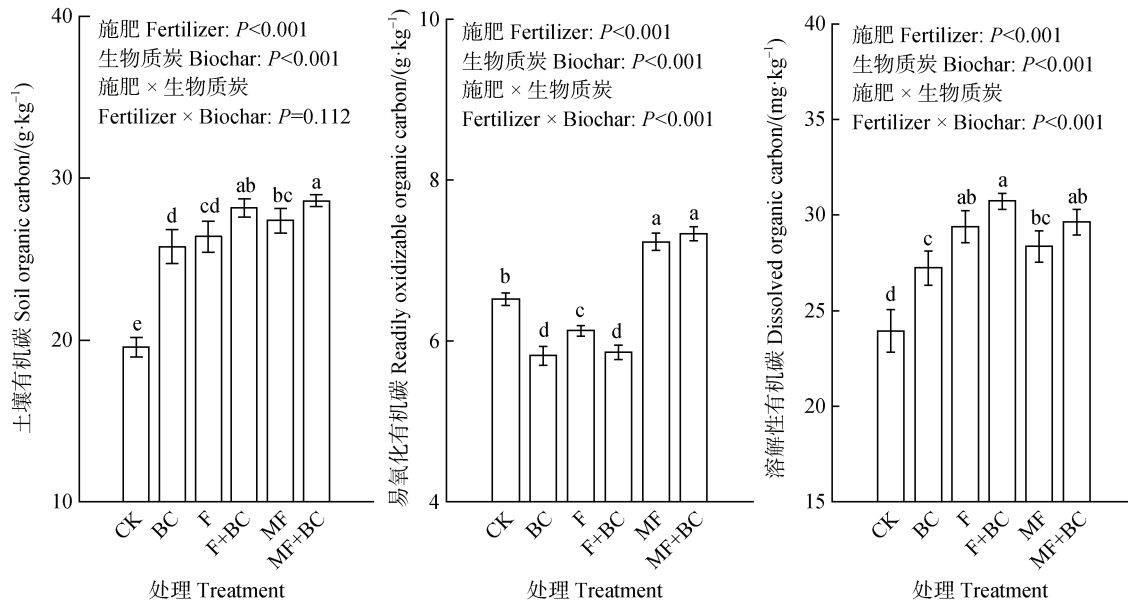 土壤有机碳 Soil organic carbon/(g·kg⁻¹)
40
30
20
10
施肥 Fertilizer: P<0.001
生物质炭 Biochar: P<0.001
施肥 × 生物质炭
Fertilizer × Biochar: P=0.112
e
d
cd
ab
bc
a
CK
BC
F
F+BC
MF
MF+BC
处理 Treatment
易氧化有机碳 Readily oxidizable organic carbon/(g·kg⁻¹)
10
8
6
4
施肥 Fertilizer: P<0.001
生物质炭 Biochar: P<0.001
施肥 × 生物质炭
Fertilizer × Biochar: P<0.001
b
d
c
d
a
a
CK
BC
F
F+BC
MF
MF+BC
处理 Treatment
溶解性有机碳 Dissolved organic carbon/(mg·kg⁻¹)
40
35
30
25
20
15
施肥 Fertilizer: P<0.001
生物质炭 Biochar: P<0.001
施肥 × 生物质炭
Fertilizer × Biochar: P<0.001
d
c
ab
a
bc
ab
CK
BC
F
F+BC
MF
MF+BC
处理 Treatment